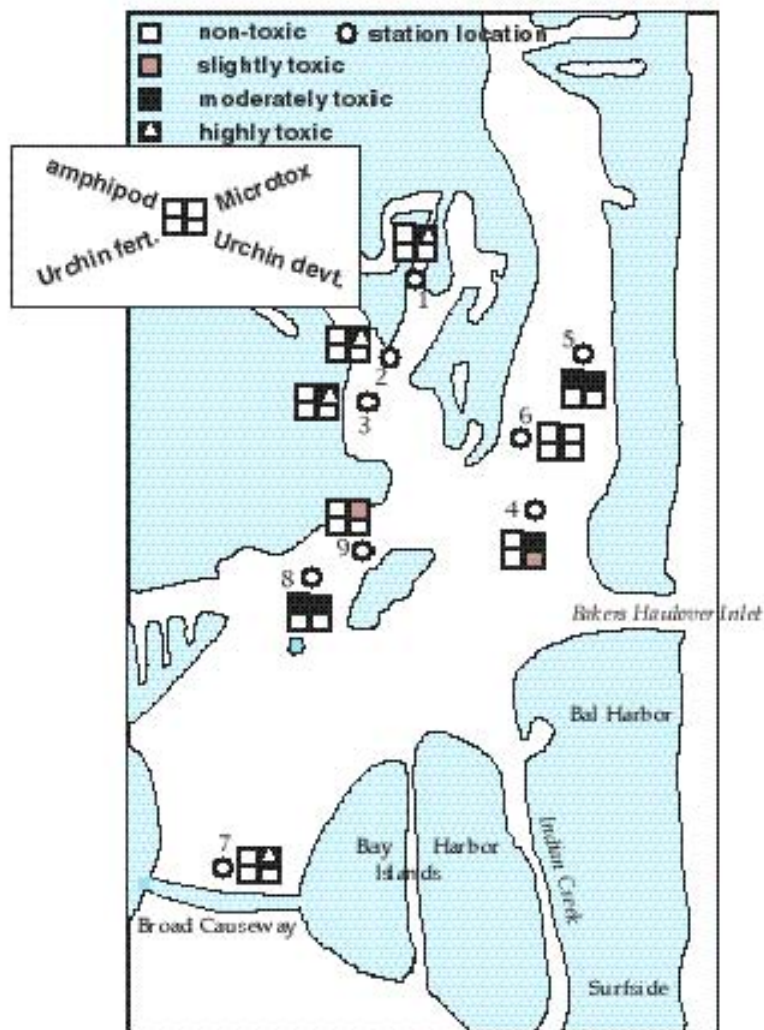 non-toxic
station location
slightly toxic
moderately toxiic
highly toxic
amphipod
Microtox
Urchin fert.
Urchin devt.
1
2
3
5
6
4
9
8
Bakers Haulover Inlet
Bal Harbor
7
Bay Harbor
Islands
Indian Creek
Broad Causeway
Surfside